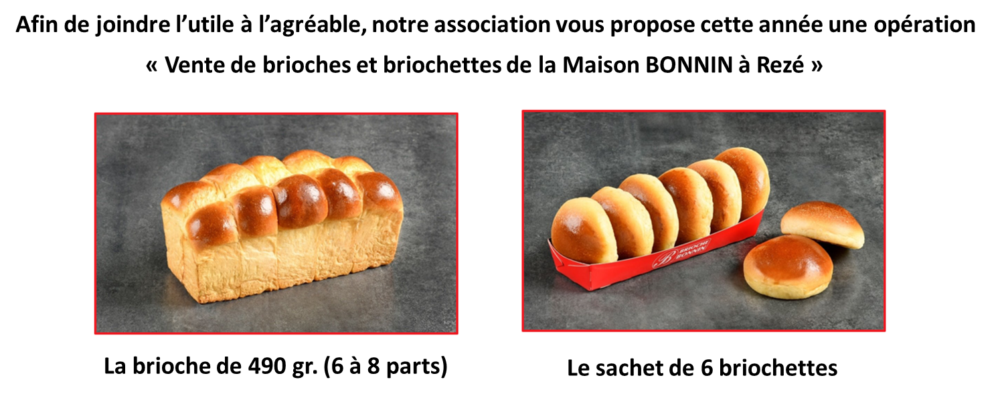 Afin de joindre l’utile à l’agréable, notre association vous propose cette année une opération
« Vente de brioches et briochettes de la Maison BONNIN à Rezé »
B BRIOCHE
BONNIN
La brioche de 490 gr. (6 à 8 parts)
Le sachet de 6 briochettes